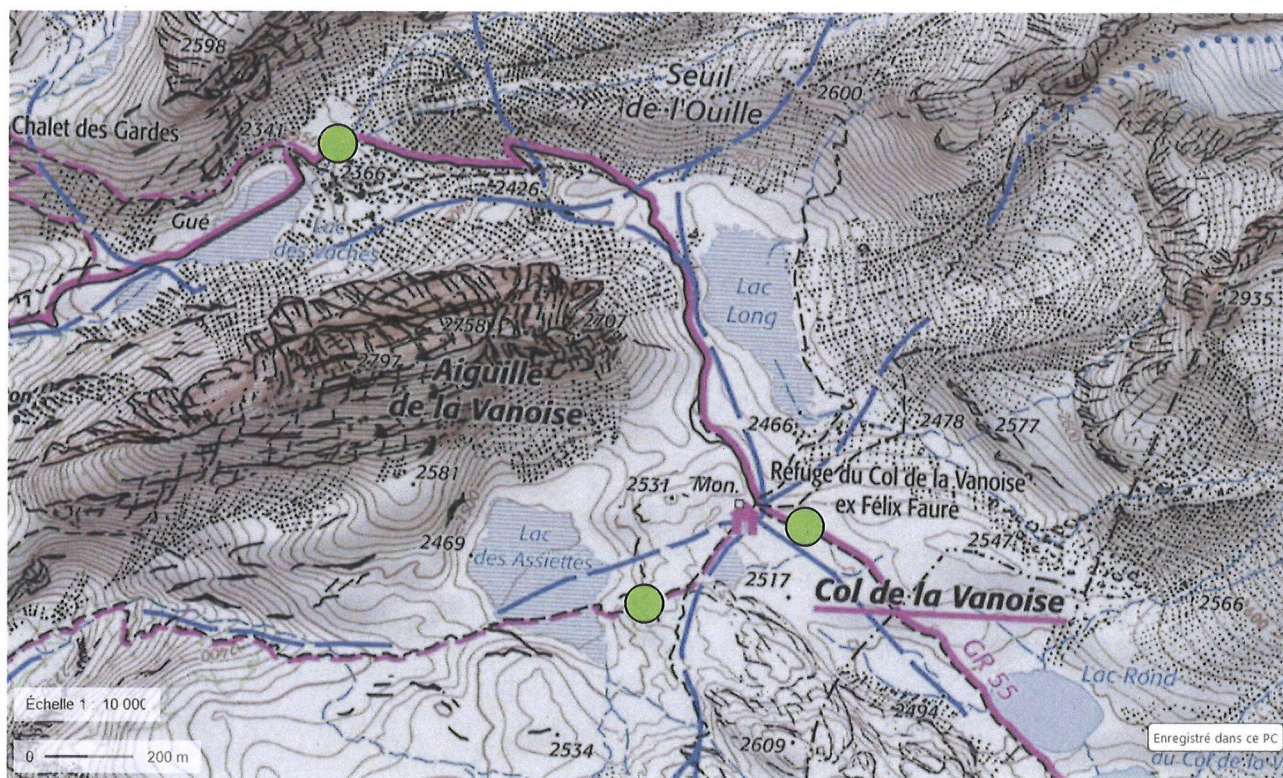 2598
Seuil
de l'Ouille
2600
Chalet des Gardes
2341
2366
2426
Gué
Lac
des Vaches
Lac
Long
2935
2758
2707
2797
Aiguille
de la Vanoise
2466
2478
2577
2581
2531
Mon.
Refuge du Col de la Vanoise
ex Félix Faure
2469
Lac
des Assiettes
2547
2517
Col de la Vanoise
2566
GR 55
Lac Rond
2494
Échelle 1 : 10 000
0 200 m
2534
2609
Enregistré dans ce PC
du Col de la